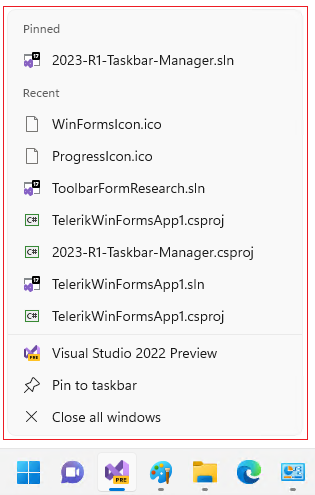 Pinned
2023-R1-Taskbar-Manager.sln
Recent
WinFormsIcon.ico
ProgressIcon.ico
ToolbarFormResearch.sln
TelerikWinFormsApp1.csproj
2023-R1-Taskbar-Manager.csproj
TelerikWinFormsApp1.sln
TelerikWinFormsApp1.csproj
Visual Studio 2022 Preview
Pin to taskbar
Close all windows
PRE